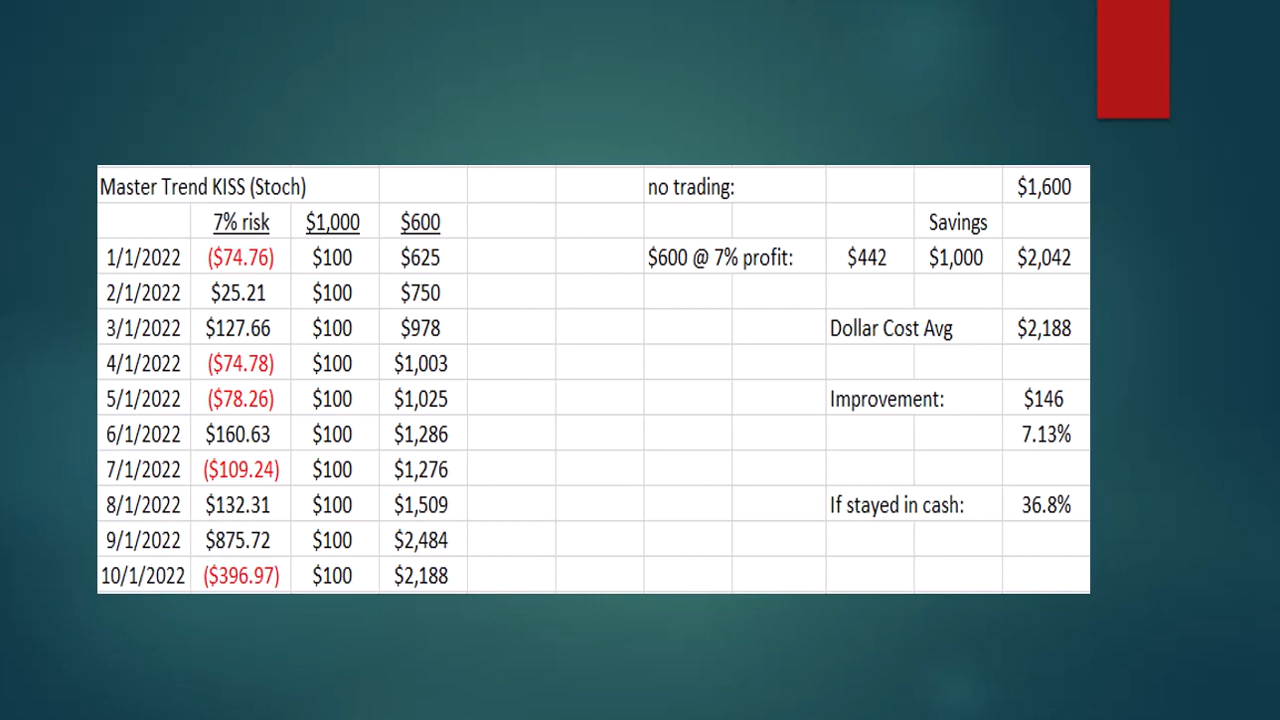 Master Trend KISS (Stoch) no trading: $1,600
7% risk $1,000 $600 Savings
1/1/2022 ($74.76) $100 $625 $600 @ 7% profit: $442 $1,000 $2,042
2/1/2022 $25.21 $100 $750
3/1/2022 $127.66 $100 $978 Dollar Cost Avg $2,188
4/1/2022 ($74.78) $100 $1,003
5/1/2022 ($78.26) $100 $1,025 Improvement: $146
6/1/2022 $160.63 $100 $1,286 7.13%
7/1/2022 ($109.24) $100 $1,276
8/1/2022 $132.31 $100 $1,509 If stayed in cash: 36.8%
9/1/2022 $875.72 $100 $2,484
10/1/2022 ($396.97) $100 $2,188